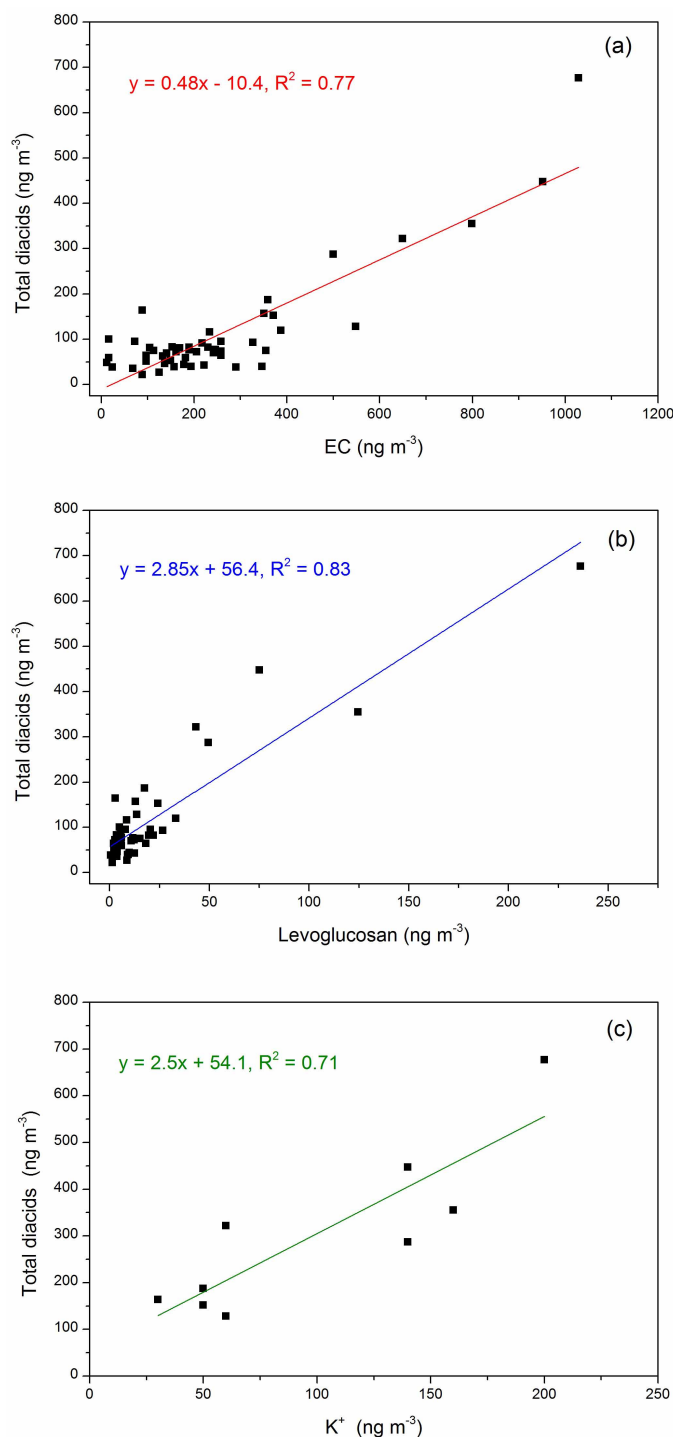 (a)
y = 0.48x - 10.4, R² = 0.77
Total diacids (ng m⁻³)
800
700
600
500
400
300
200
100
0
0 200 400 600 800 1000 1200
EC (ng m⁻³)
(b)
y = 2.85x + 56.4, R² = 0.83
Total diacids (ng m⁻³)
800
700
600
500
400
300
200
100
0
0 50 100 150 200 250
Levoglucosan (ng m⁻³)
(c)
y = 2.5x + 54.1, R² = 0.71
Total diacids (ng m⁻³)
800
700
600
500
400
300
200
100
0
0 50 100 150 200 250
K⁺ (ng m⁻³)